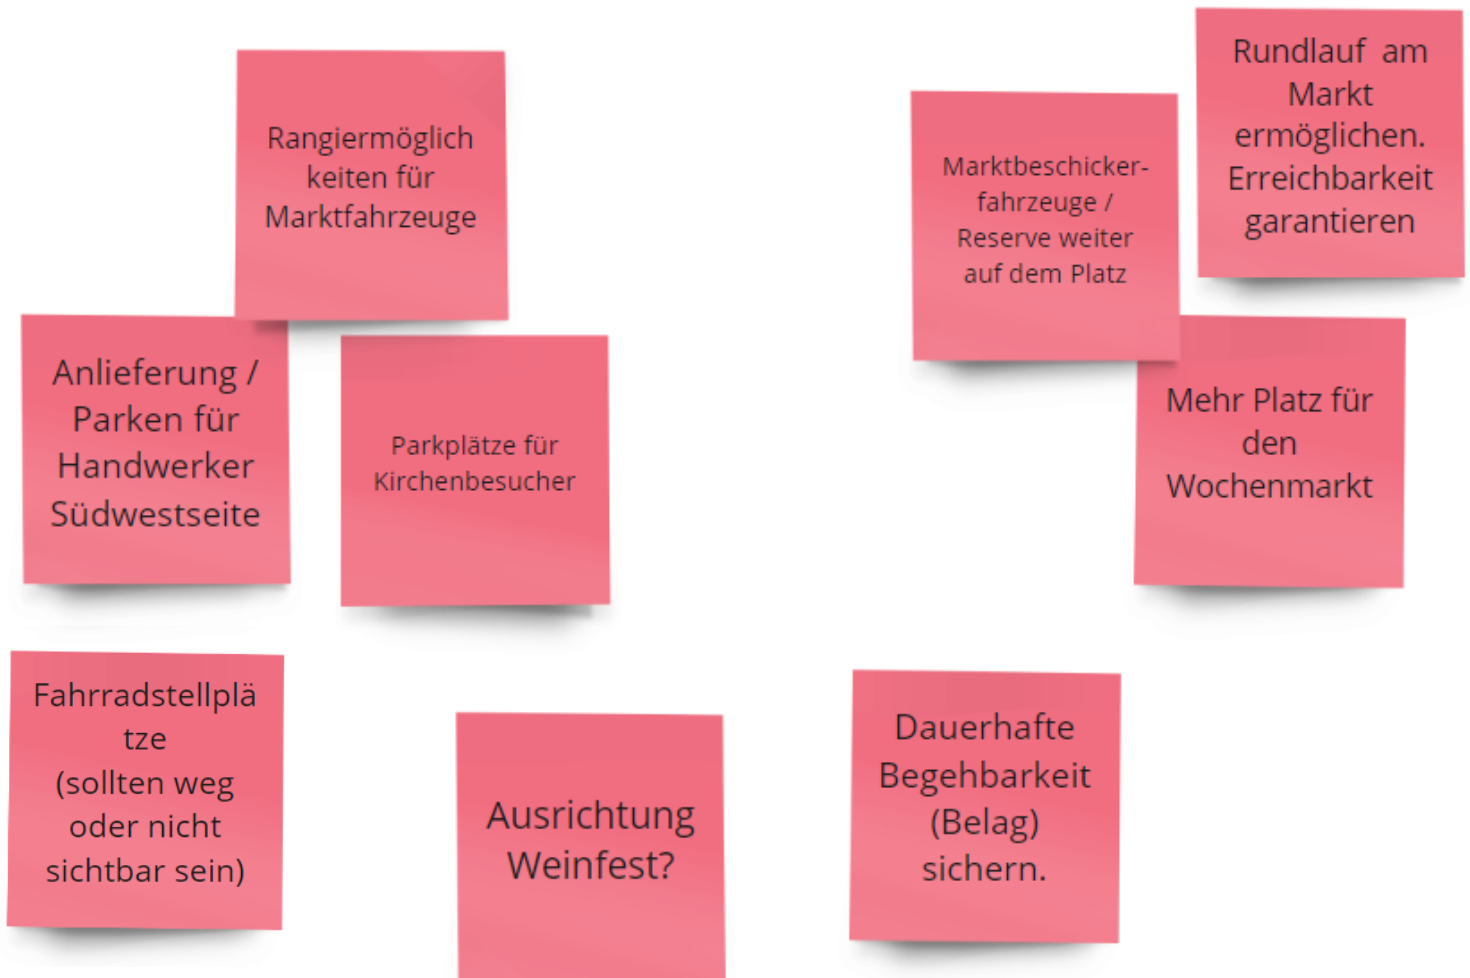 Rangiermöglich
keiten für
Marktfahrzeuge
Anlieferung /
Parken für
Handwerker
Südwestseite
Parkplätze für
Kirchenbesucher
Marktbeschicker-
fahrzeuge /
Reserve weiter
auf dem Platz
Rundlauf am
Markt
ermöglichen.
Erreichbarkeit
garantieren
Mehr Platz für
den
Wochenmarkt
Fahrradstellplä
tze
(sollten weg
oder nicht
sichtbar sein)
Ausrichtung
Weinfest?
Dauerhafte
Begehbarkeit
(Belag)
sichern.